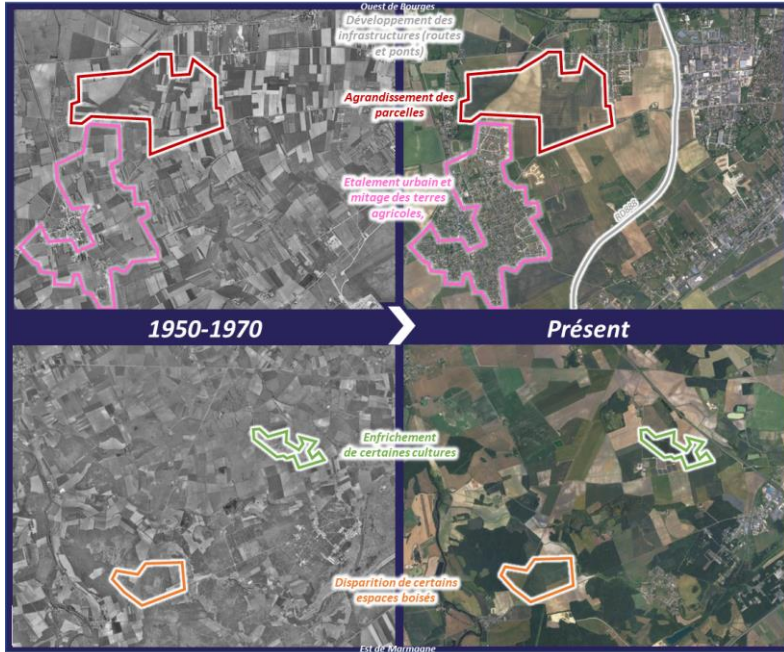 Ouest de Bourges
Développement des
infrastructures (routes
et ponts)
Agrandissement des
parcelles
Etalement urbain et
mitage des terres
agricoles,
1950-1970
Présent
Enfrichement
de certaines cultures
Disparition de certains
espaces boisés
Est de Marmagne